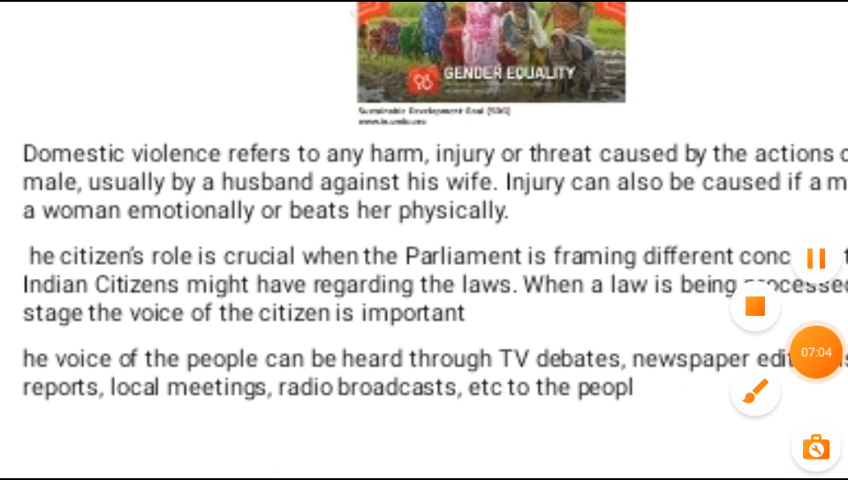 GENDER EQUALITY
Sustainable Development Goal (SDG)
Domestic violence refers to any harm, injury or threat caused by the actions
male, usually by a husband against his wife. Injury can also be caused if a
a woman emotionally or beats her physically.
he citizen's role is crucial when the Parliament is framing different conc
Indian Citizens might have regarding the laws. When a law is being
stage the voice of the citizen is important
he voice of the people can be heard through TV debates, newspaper
reports, local meetings, radio broadcasts, etc to the peopl
07:04